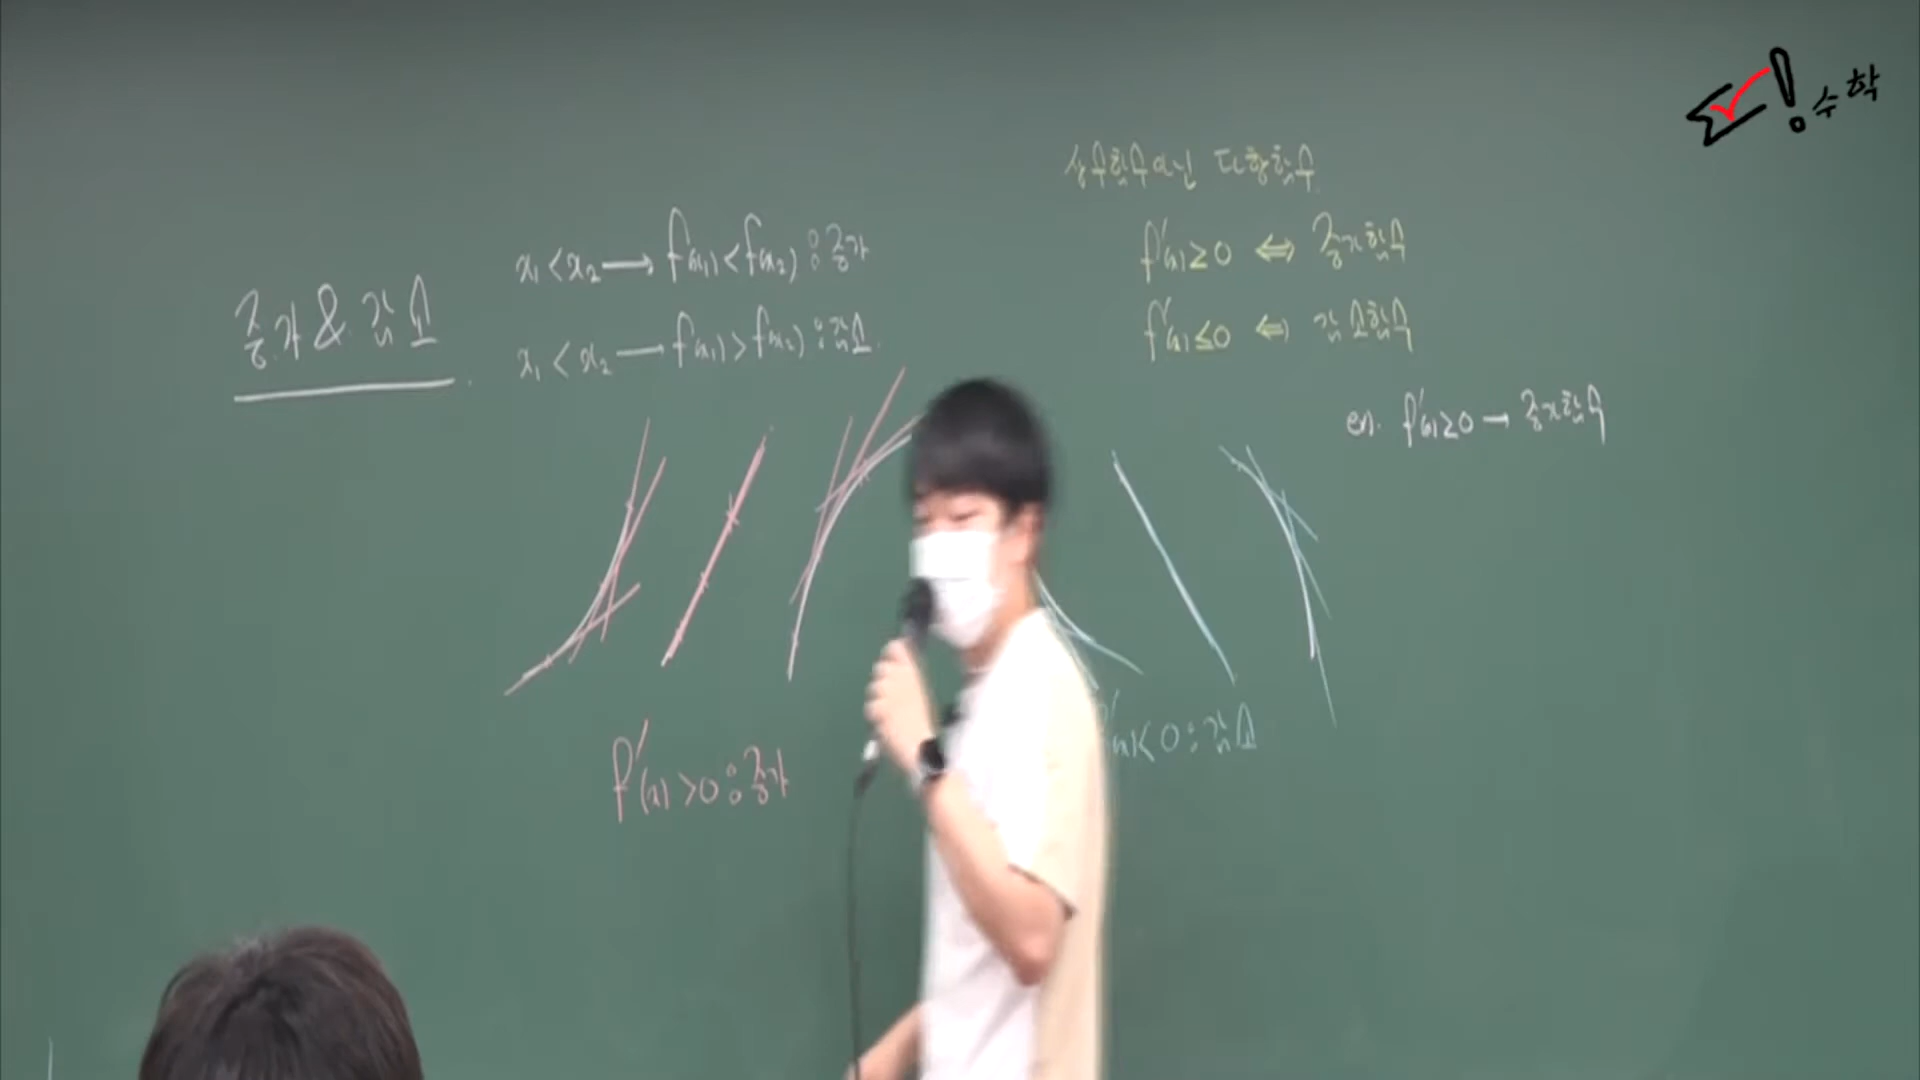 수학
증가 & 감소
x₁ < x₂ → f(x₁) < f(x₂) : 증가
x₁ < x₂ → f(x₁) > f(x₂) : 감소
상수함수아닌 다항함수
f'(x) ≥ 0 ⇔ 증가함수
f'(x) ≤ 0 ⇔ 감소함수
ex). f'(x) ≥ 0 → 증가함수
f'(x) > 0 : 증가
(x) < 0 : 감소